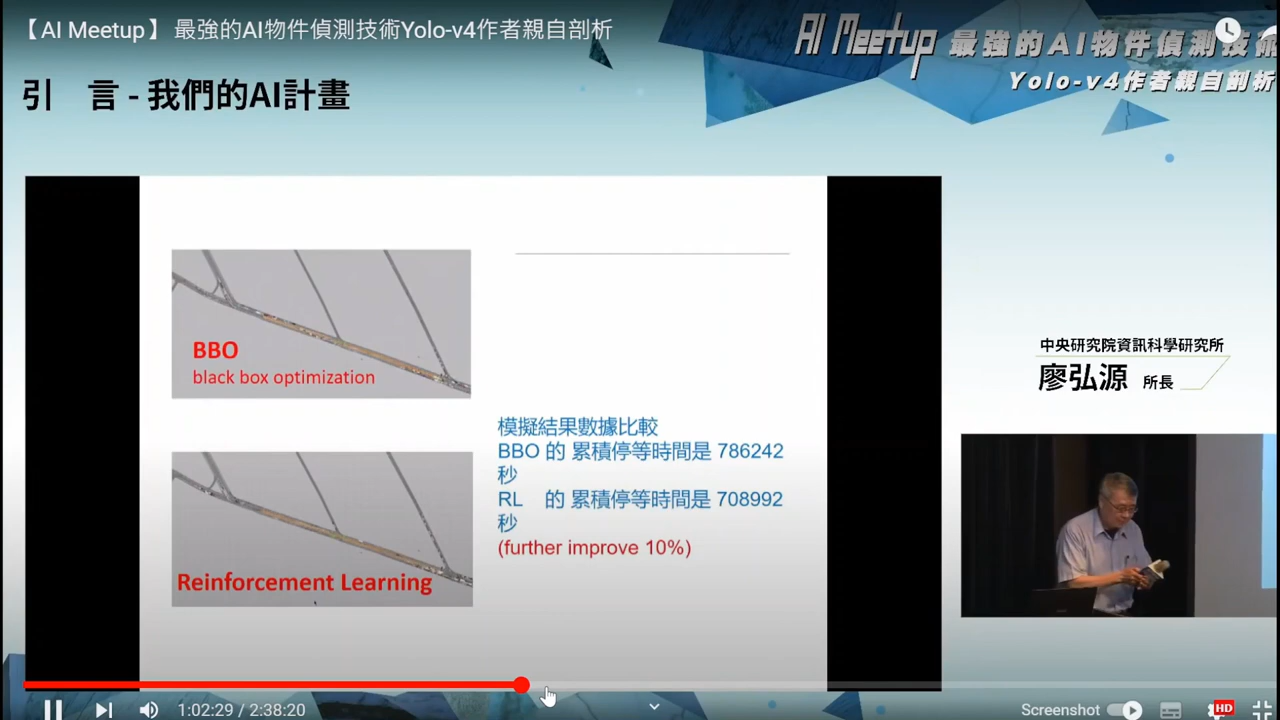 【AI Meetup】 最強的AI物件偵測技術Yolo-v4作者親自剖析
AI Meetup 最強的AI物件偵測技術
Yolo-v4作者親自剖析
引 言 - 我們的AI計畫
BBO
black box optimization
Reinforcement Learning
模擬結果數據比較
BBO 的 累積停等時間是 786242
秒
RL 的 累積停等時間是 708992
秒
(further improve 10%)
中央研究院資訊科學研究所
廖弘源 所長
1:02:29 / 2:38:20
Screenshot
HD